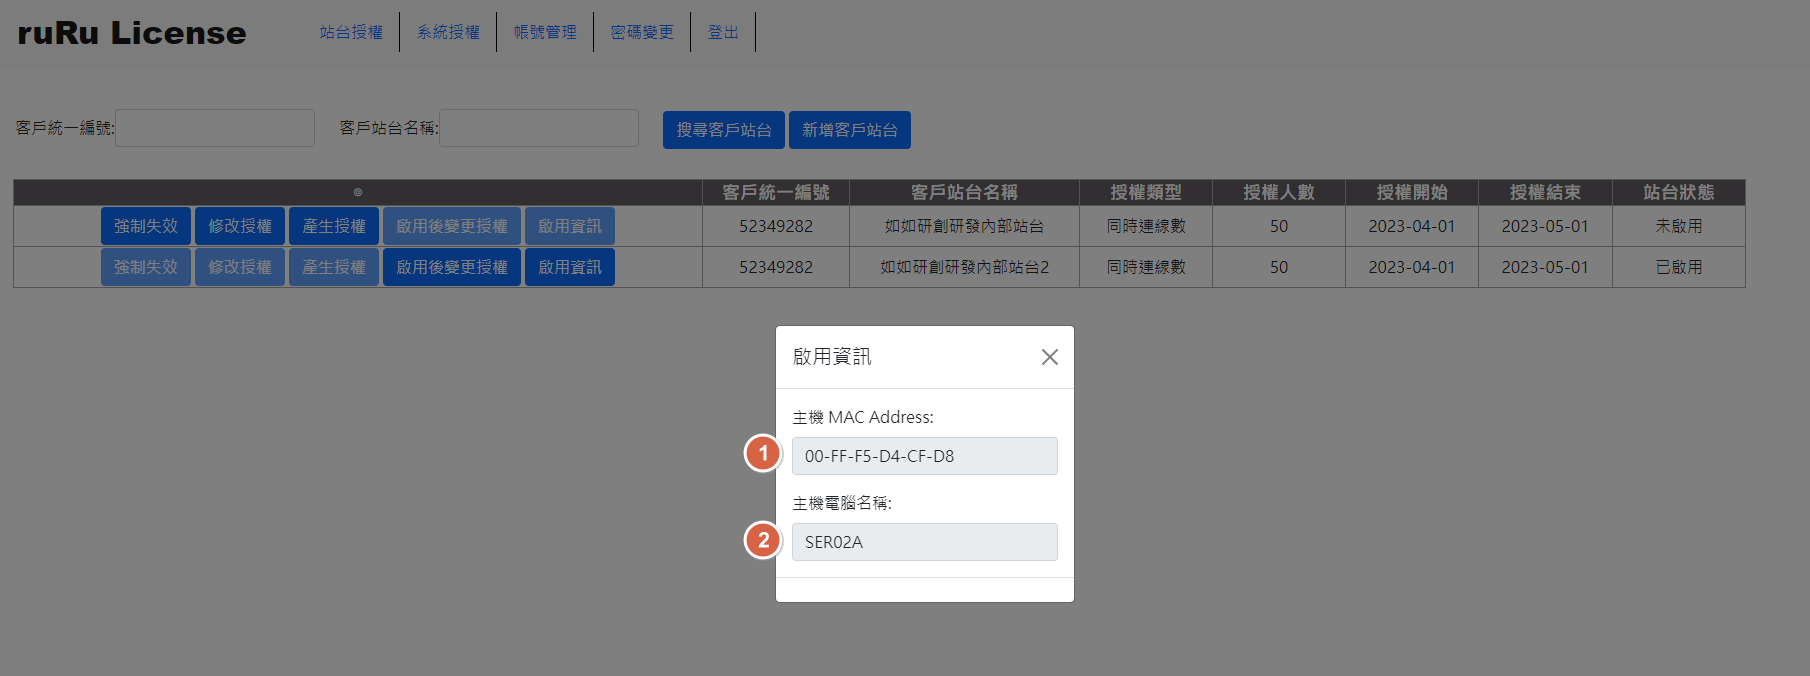 ruRu License 站台授權 系統授權 帳號管理 密碼變更 登出
客戶統一編號: 客戶站台名稱: 搜尋客戶站台 新增客戶站台
◎ 客戶統一編號 客戶站台名稱 授權類型 授權人數 授權開始 授權結束 站台狀態
強制失效 修改授權 產生授權 啟用後變更授權 啟用資訊 52349282 如如研創研發內部站台 同時連線數 50 2023-04-01 2023-05-01 未啟用
強制失效 修改授權 產生授權 啟用後變更授權 啟用資訊 52349282 如如研創研發內部站台2 同時連線數 50 2023-04-01 2023-05-01 已啟用
啟用資訊
主機 MAC Address:
1 00-FF-F5-D4-CF-D8
主機電腦名稱:
2 SER02A